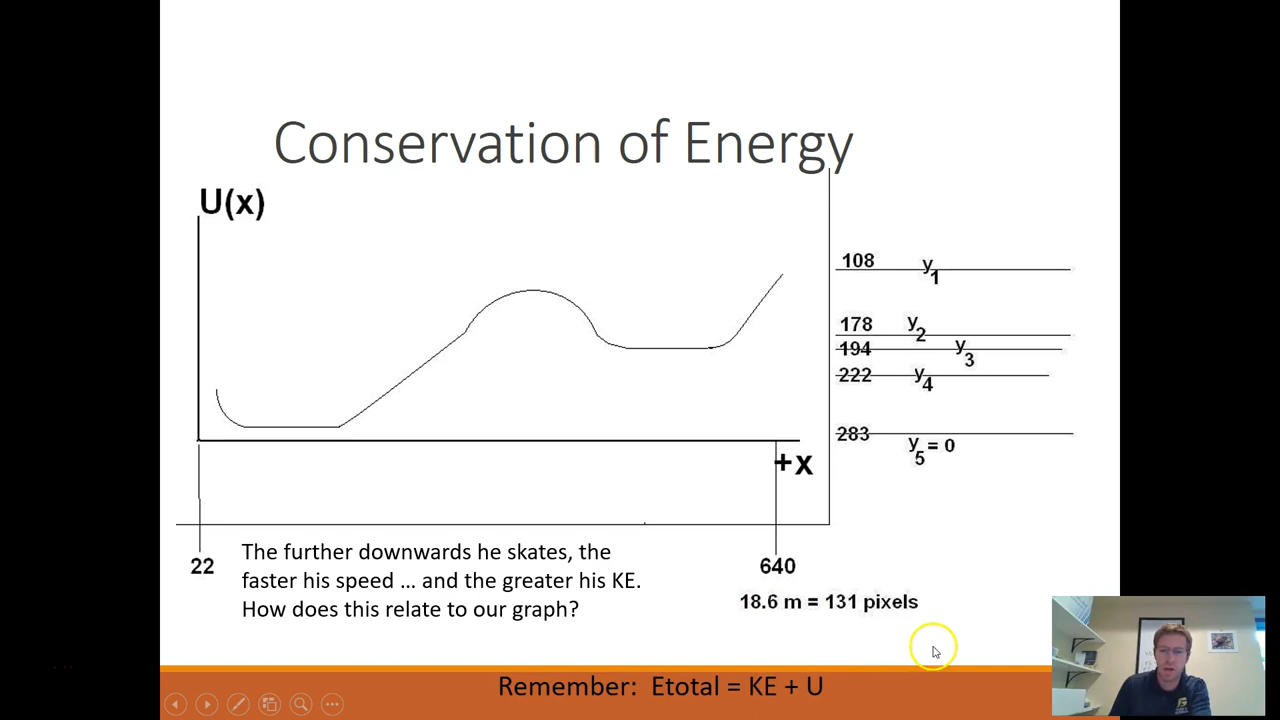 Conservation of Energy
U(x)
108 y1
178 y2
194 y3
222 y4
283 y5 = 0
+x
22
640
The further downwards he skates, the
faster his speed ... and the greater his KE.
How does this relate to our graph?
18.6 m = 131 pixels
Remember: Etotal = KE + U